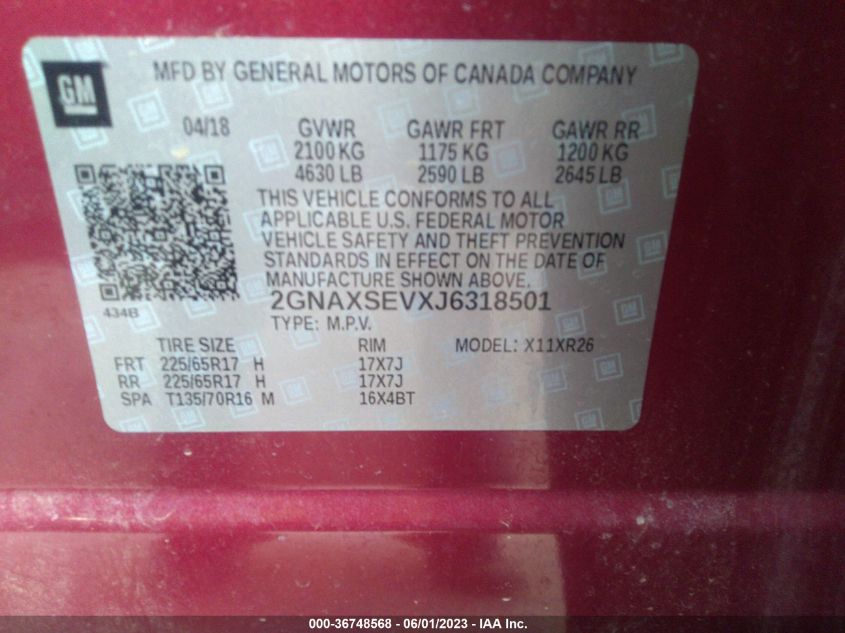 GM
MFD BY GENERAL MOTORS OF CANADA COMPANY
04/18 GVWR GAWR FRT GAWR RR
2100 KG 1175 KG 1200 KG
4630 LB 2590 LB 2645 LB
THIS VEHICLE CONFORMS TO ALL
APPLICABLE U.S. FEDERAL MOTOR
VEHICLE SAFETY AND THEFT PREVENTION
STANDARDS IN EFFECT ON THE DATE OF
MANUFACTURE SHOWN ABOVE.
434B
2GNAXSEVXJ6318501
TYPE: M.P.V.
TIRE SIZE RIM MODEL: X11XR26
FRT 225/65R17 H 17X7J
RR 225/65R17 H 17X7J
SPA T135/70R16 M 16X4BT
000-36748568 - 06/01/2023 - IAA Inc.